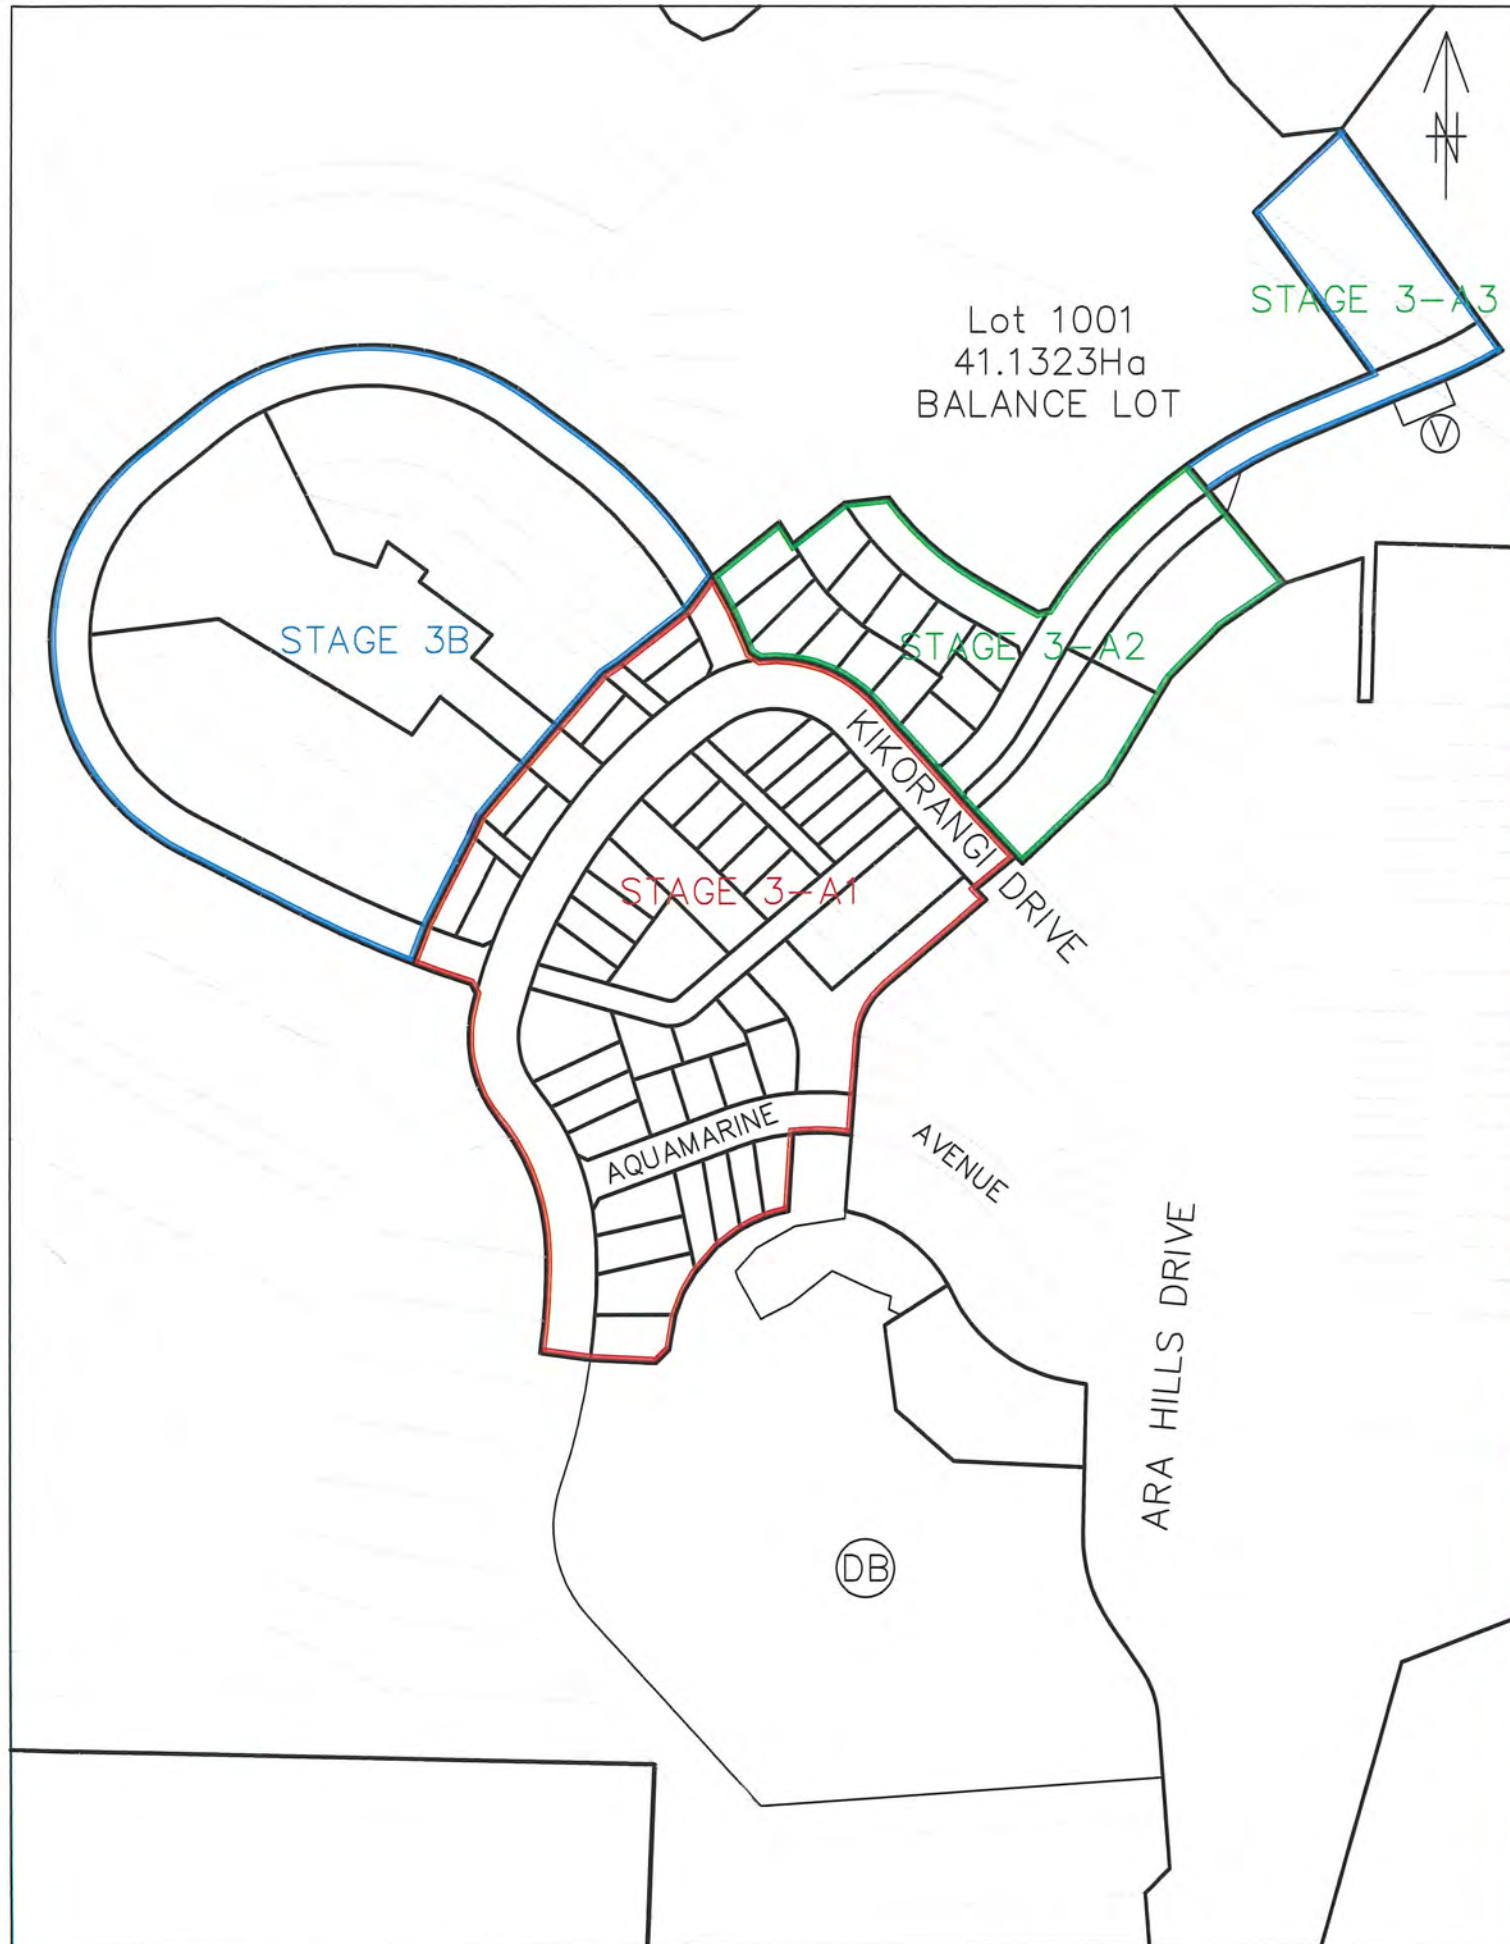 N
STAGE 3-A3
Lot 1001
41.1323Ha
BALANCE LOT
V
STAGE 3B
STAGE 3-A2
KIKORANGI DRIVE
STAGE 3-A1
AQUAMARINE AVENUE
ARA HILLS DRIVE
DB